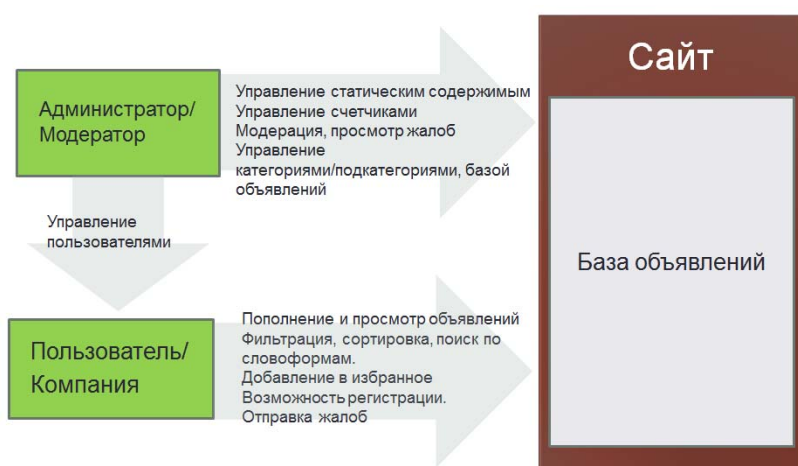 Администратор/
Модератор
Управление статическим содержимым
Управление счетчиками
Модерация, просмотр жалоб
Управление
категориями/подкатегориями, базой
объявлений
Сайт
База объявлений
Управление
пользователями
Пользователь/
Компания
Пополнение и просмотр объявлений
Фильтрация, сортировка, поиск по
словоформам.
Добавление в избранное
Возможность регистрации.
Отправка жалоб